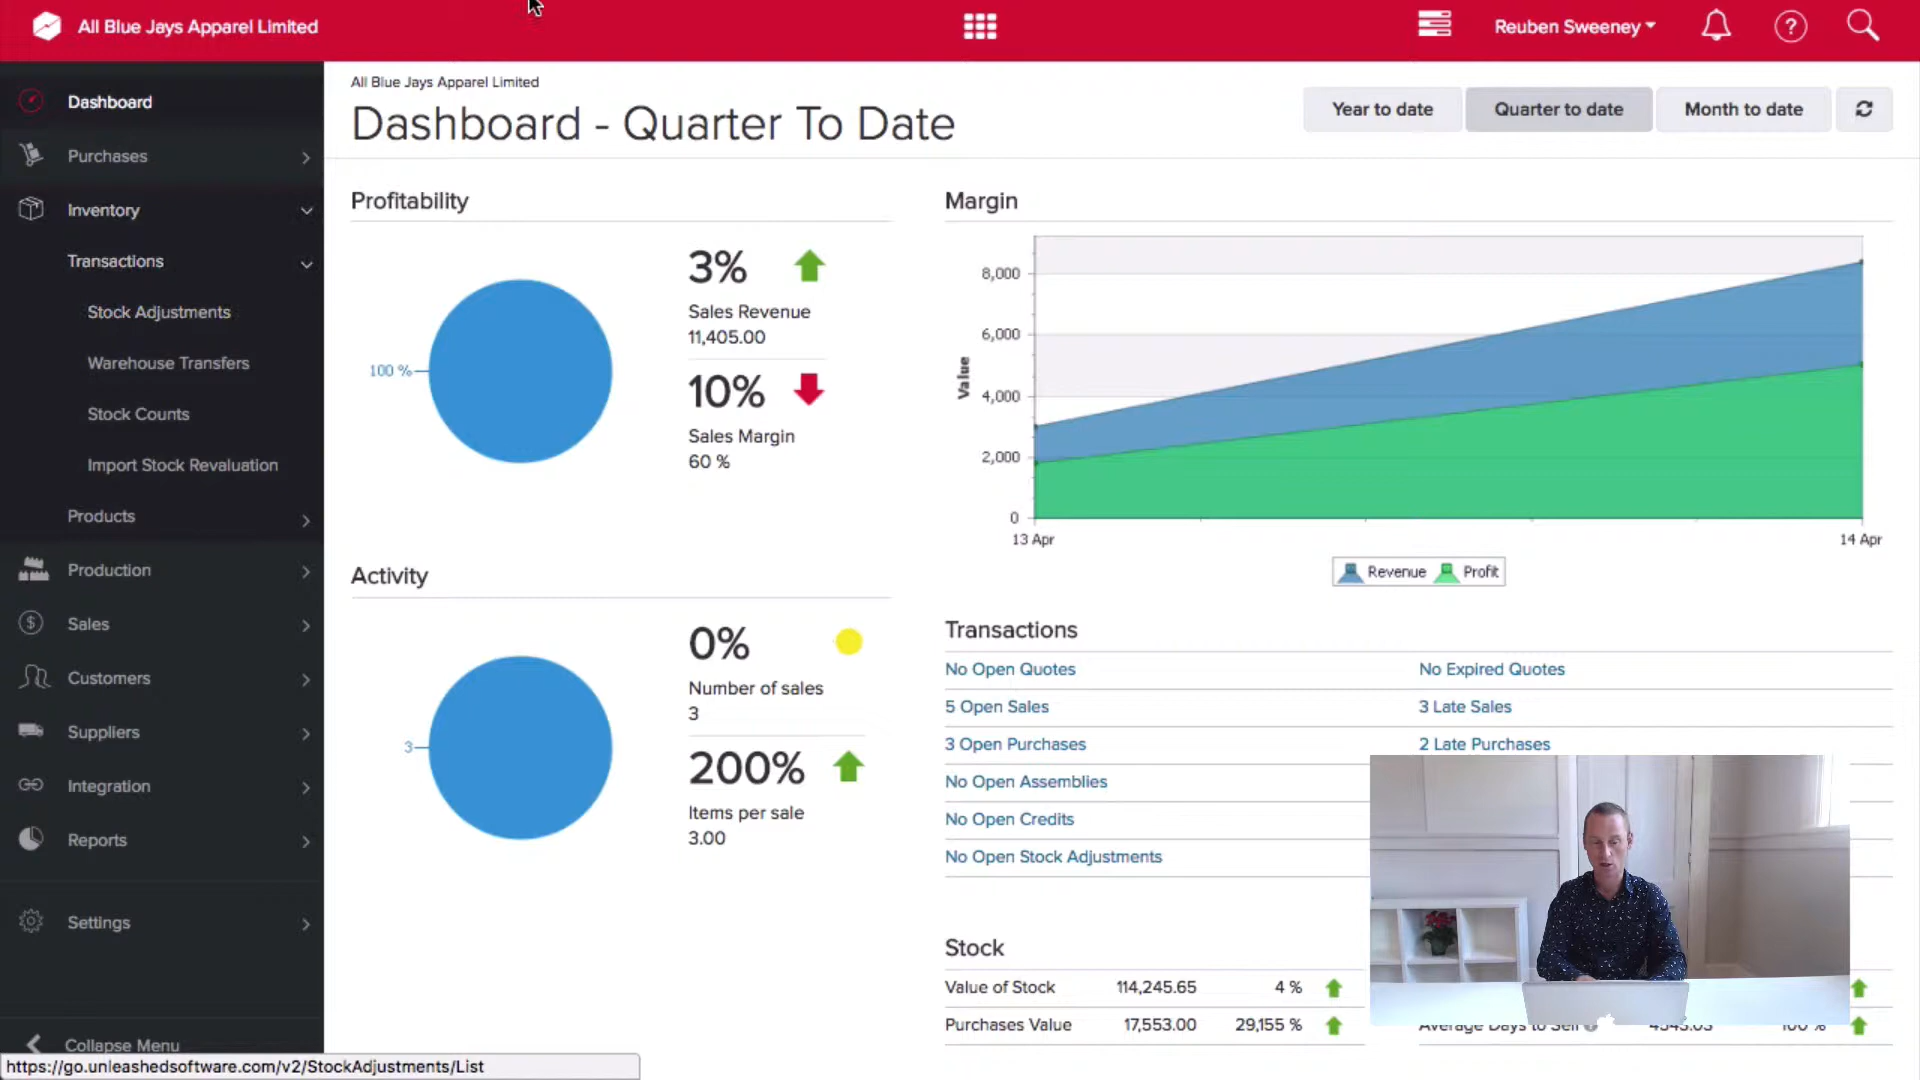 All Blue Jays Apparel Limited
Reuben Sweeney
?
Dashboard
Purchases
Inventory
Transactions
Stock Adjustments
Warehouse Transfers
Stock Counts
Import Stock Revaluation
Products
Production
Sales
Customers
Suppliers
Integration
Reports
Settings
Collapse Menu
https://go.unleashedsoftware.com/v2/StockAdjustments/List
All Blue Jays Apparel Limited
Dashboard - Quarter To Date
Year to date
Quarter to date
Month to date
Profitability
100 %
3%
Sales Revenue
11,405.00
10%
Sales Margin
60 %
Activity
3
0%
Number of sales
3
200%
Items per sale
3.00
Margin
Value
8,000
6,000
4,000
2,000
0
13 Apr
14 Apr
Revenue Profit
Transactions
No Open Quotes
No Expired Quotes
5 Open Sales
3 Late Sales
3 Open Purchases
2 Late Purchases
No Open Assemblies
No Open Credits
No Open Stock Adjustments
Stock
Value of Stock 114,245.65 4 %
Purchases Value 17,553.00 29,155 %
Average Days to Sell 100 %